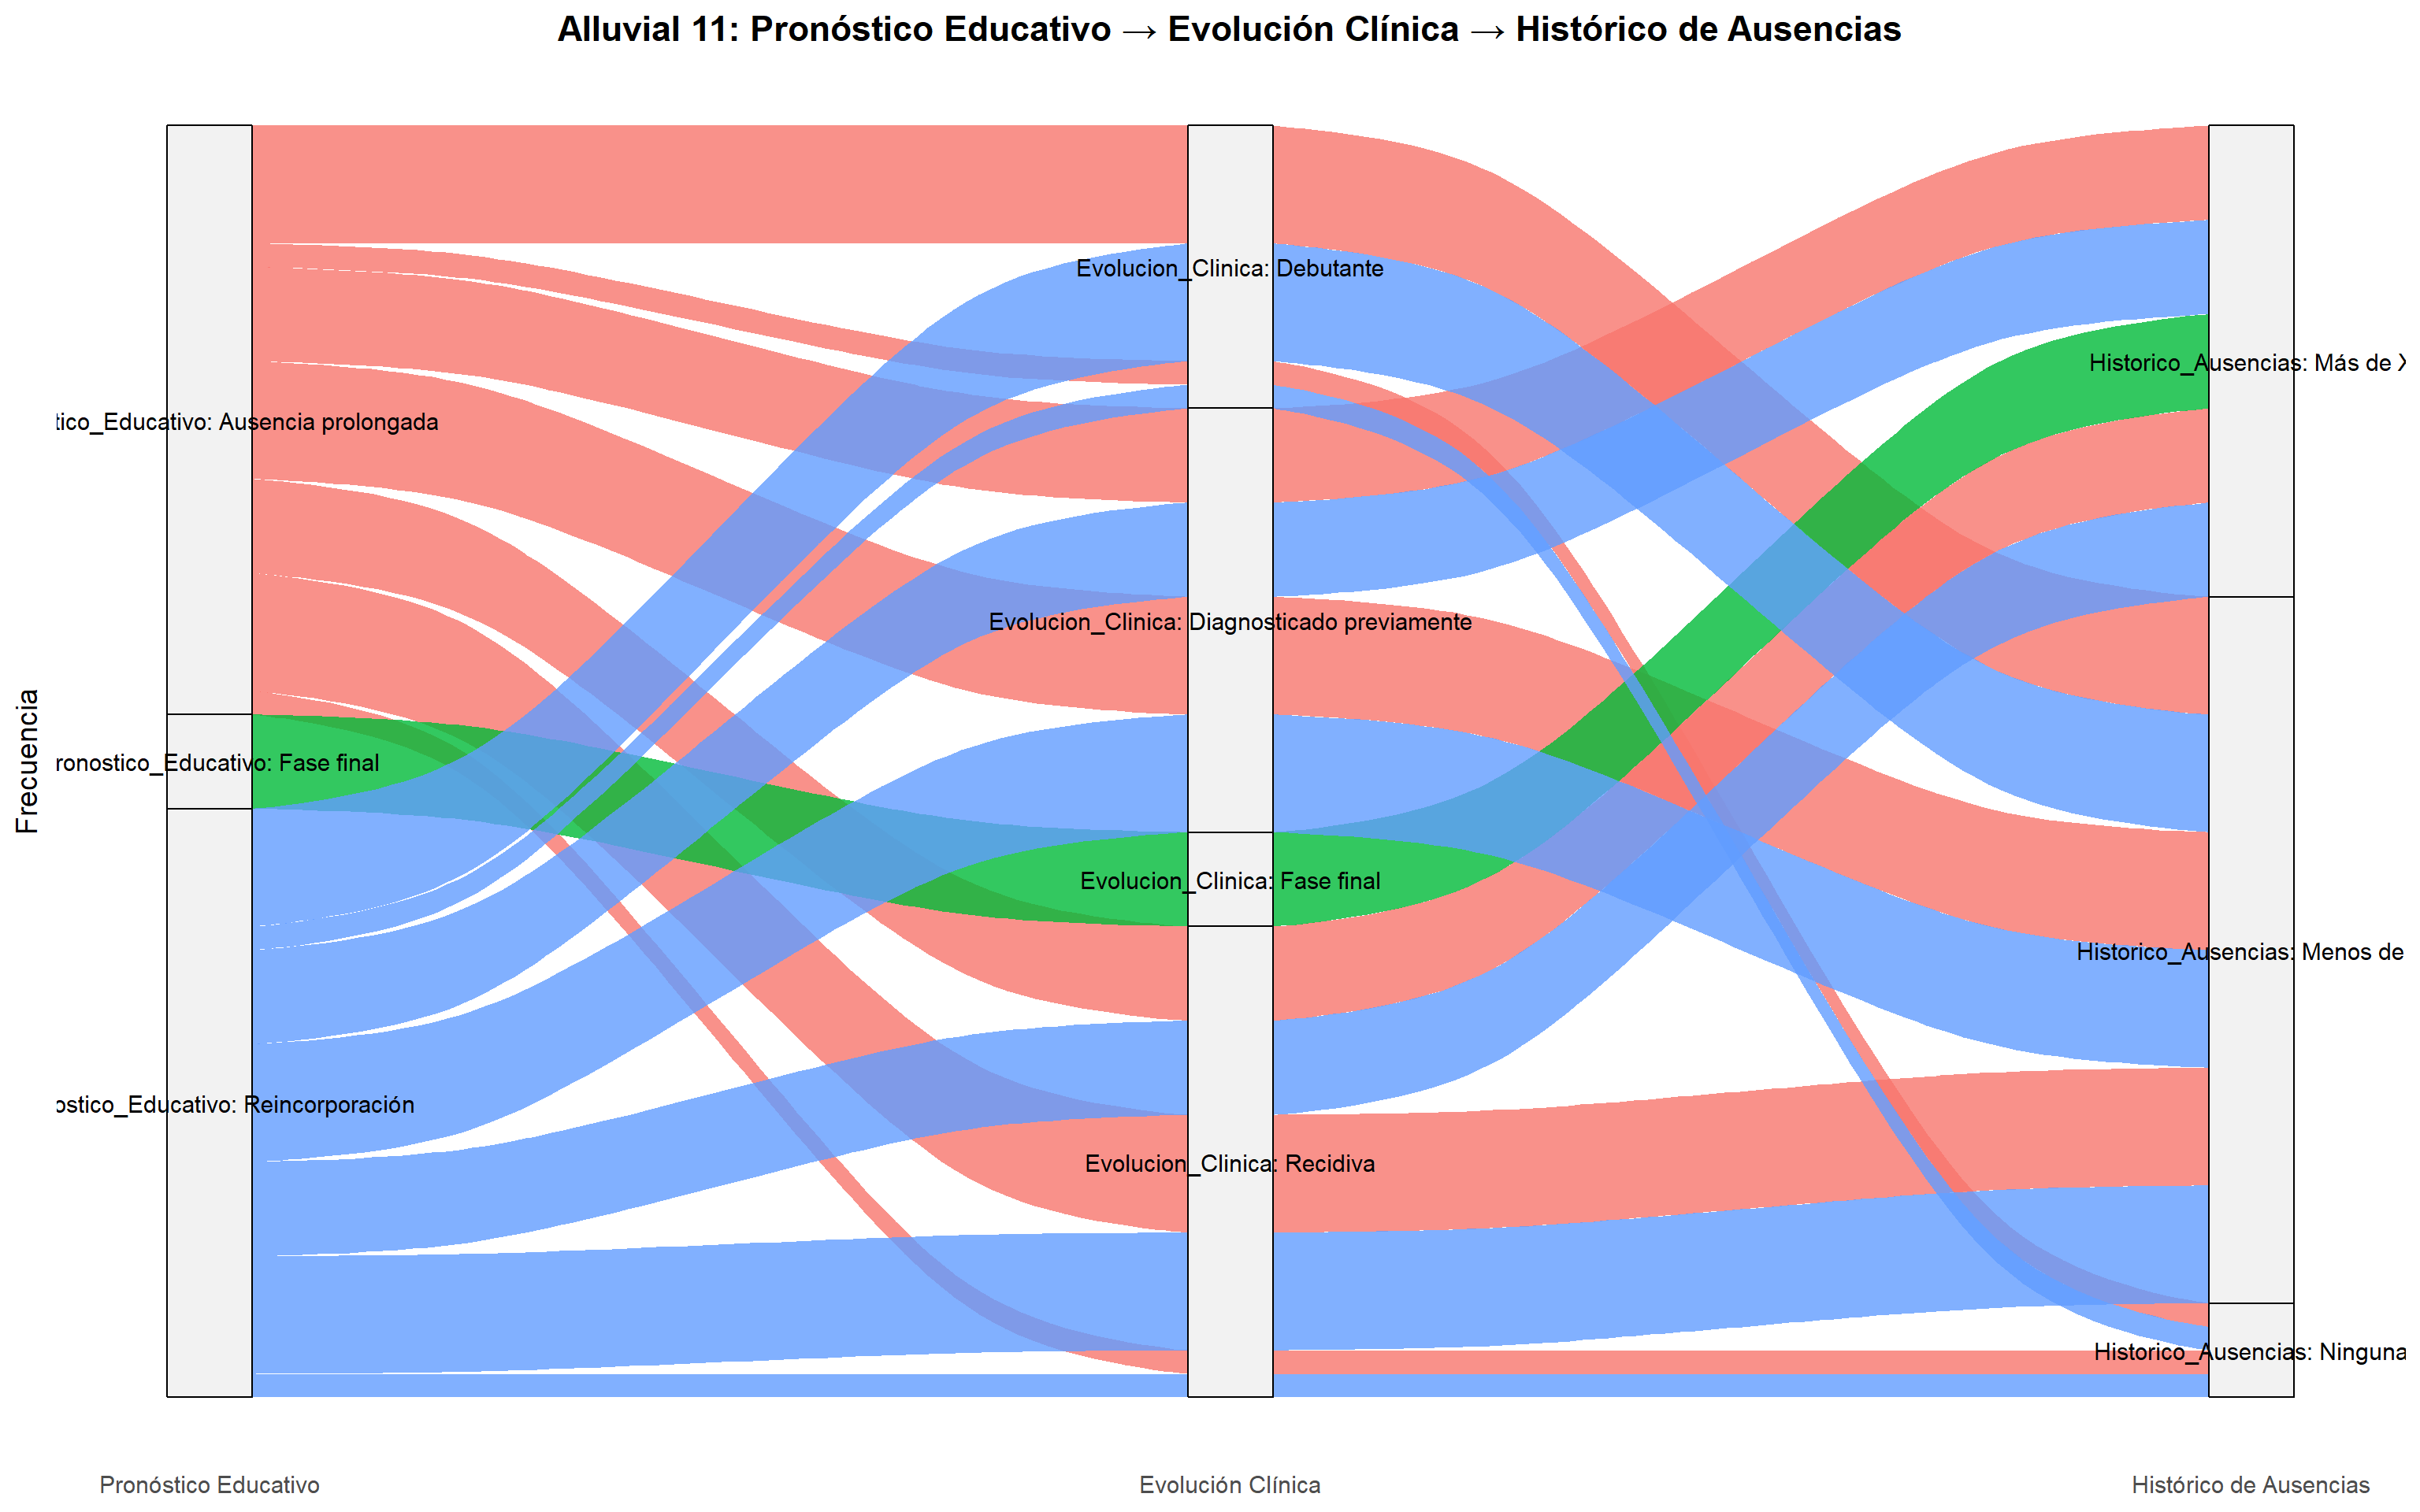 Alluvial 11: Pronóstico Educativo → Evolución Clínica → Histórico de Ausencias
Frecuencia
tico_Educativo: Ausencia prolongada
ronostico_Educativo: Fase final
ostico_Educativo: Reincorporación
Evolucion_Clinica: Debutante
Evolucion_Clinica: Diagnosticado previamente
Evolucion_Clinica: Fase final
Evolucion_Clinica: Recidiva
Historico_Ausencias: Más de X
Historico_Ausencias: Menos de
Historico_Ausencias: Ninguna
Pronóstico Educativo
Evolución Clínica
Histórico de Ausencias